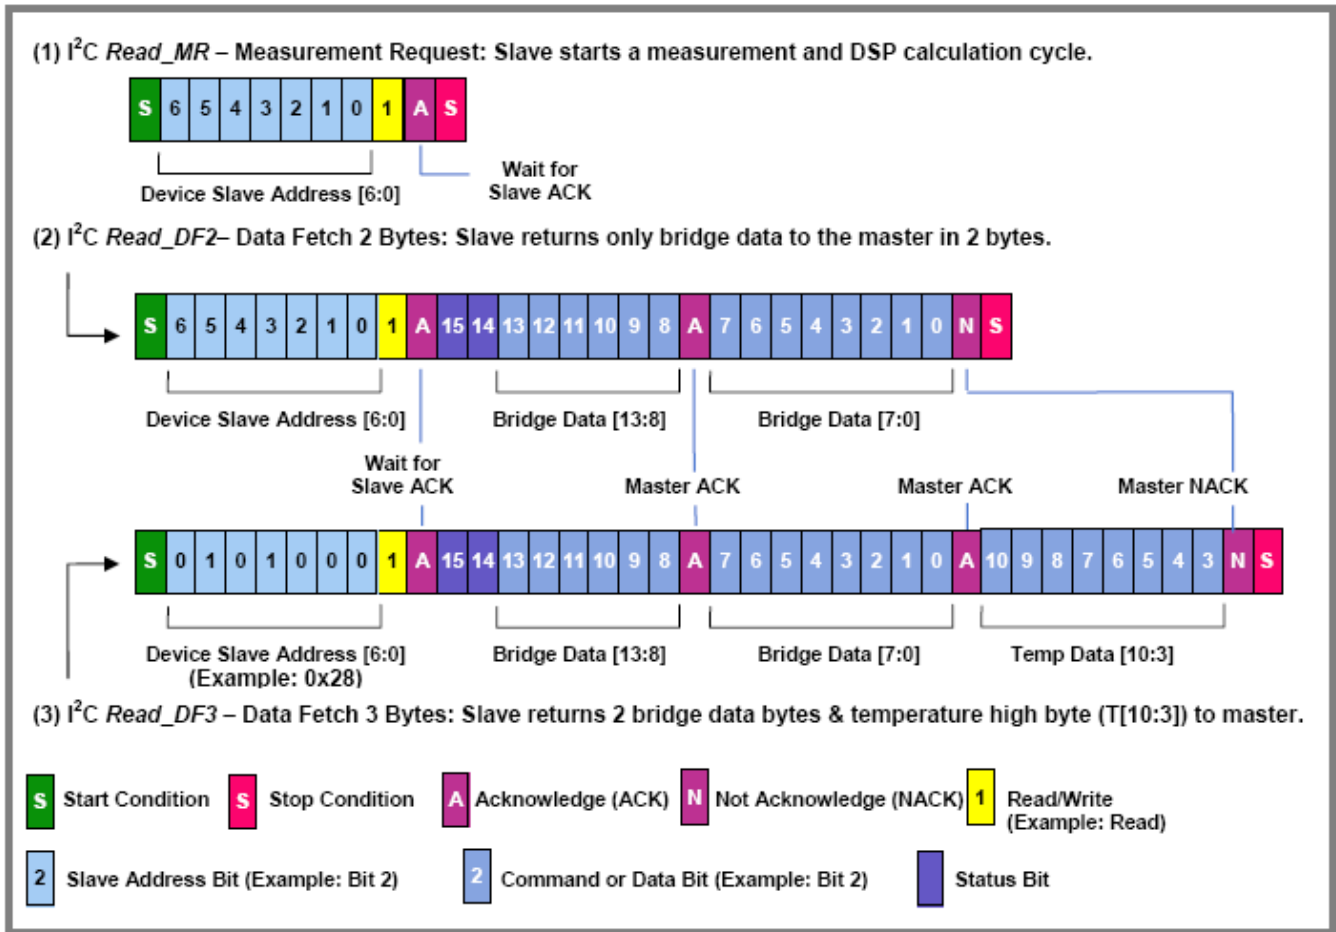 (1) I²C Read_MR – Measurement Request: Slave starts a measurement and DSP calculation cycle.
S 6 5 4 3 2 1 0 1 A S
Device Slave Address [6:0]
Wait for
Slave ACK
(2) I²C Read_DF2– Data Fetch 2 Bytes: Slave returns only bridge data to the master in 2 bytes.
S 6 5 4 3 2 1 0 1 A 15 14 13 12 11 10 9 8 A 7 6 5 4 3 2 1 0 N S
Device Slave Address [6:0] Bridge Data [13:8] Bridge Data [7:0]
Wait for
Slave ACK Master ACK Master ACK Master NACK
S 0 1 0 1 0 0 0 1 A 15 14 13 12 11 10 9 8 A 7 6 5 4 3 2 1 0 A 10 9 8 7 6 5 4 3 N S
Device Slave Address [6:0] Bridge Data [13:8] Bridge Data [7:0] Temp Data [10:3]
(Example: 0x28)
(3) I²C Read_DF3 – Data Fetch 3 Bytes: Slave returns 2 bridge data bytes & temperature high byte (T[10:3]) to master.
S Start Condition S Stop Condition A Acknowledge (ACK) N Not Acknowledge (NACK) 1 Read/Write
(Example: Read)
2 Slave Address Bit (Example: Bit 2) 2 Command or Data Bit (Example: Bit 2) Status Bit